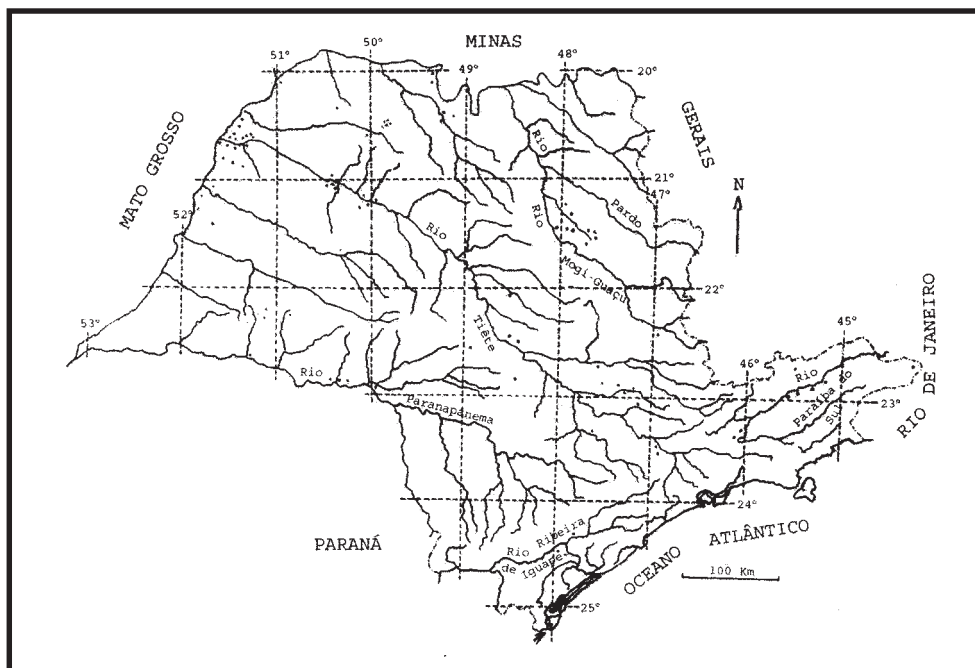 MINAS
GERAIS
MATO GROSSO
51°
50°
49°
48°
20°
21°
47°
52°
53°
22°
45°
46°
23°
24°
25°
N
Rio
Pardo
Rio
Mogi-Guaçu
Rio
Tiête
Rio
Paranapánema
Rio
Paraíba do
Sul
Rio Ribeira
de Iguape
RIO DE JANEIRO
PARANÁ
OCEANO ATLÂNTICO
100 Km